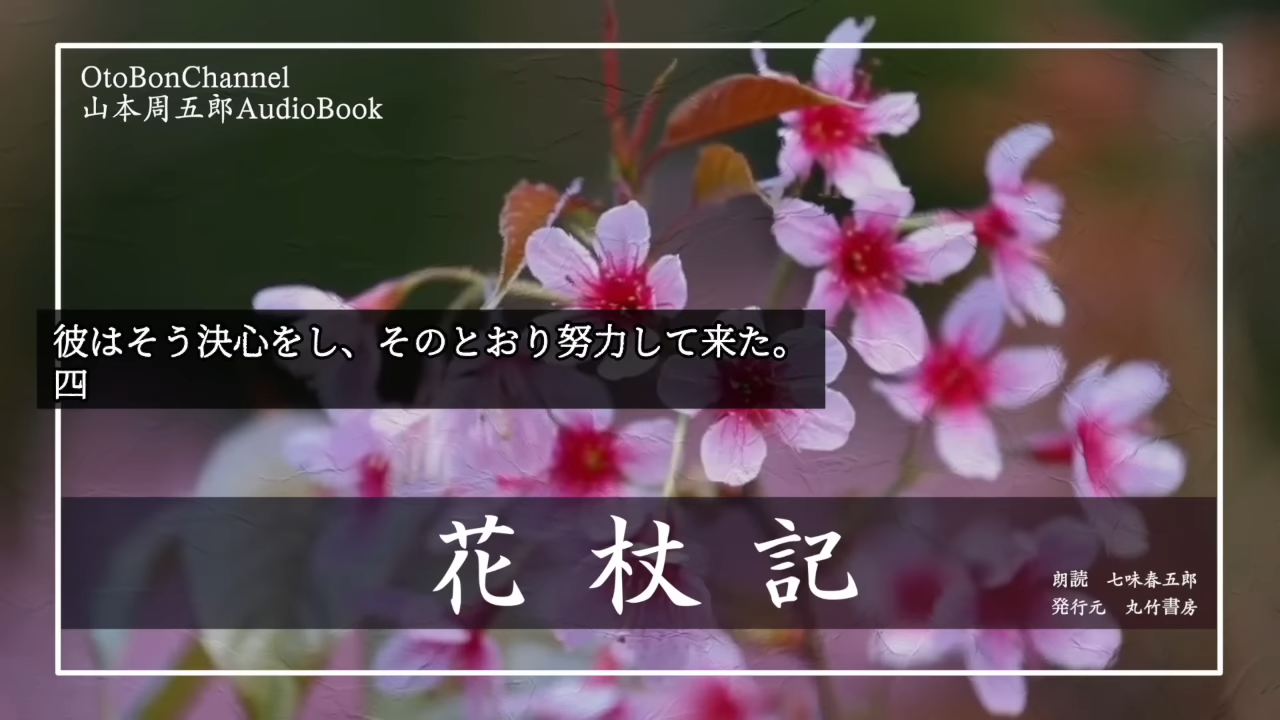 OtoBonChannel
山本周五郎AudioBook
彼はそう決心をし、そのとおり努力して来た。
四
花杖記
朗読　七味春五郎
発行元　丸竹書房